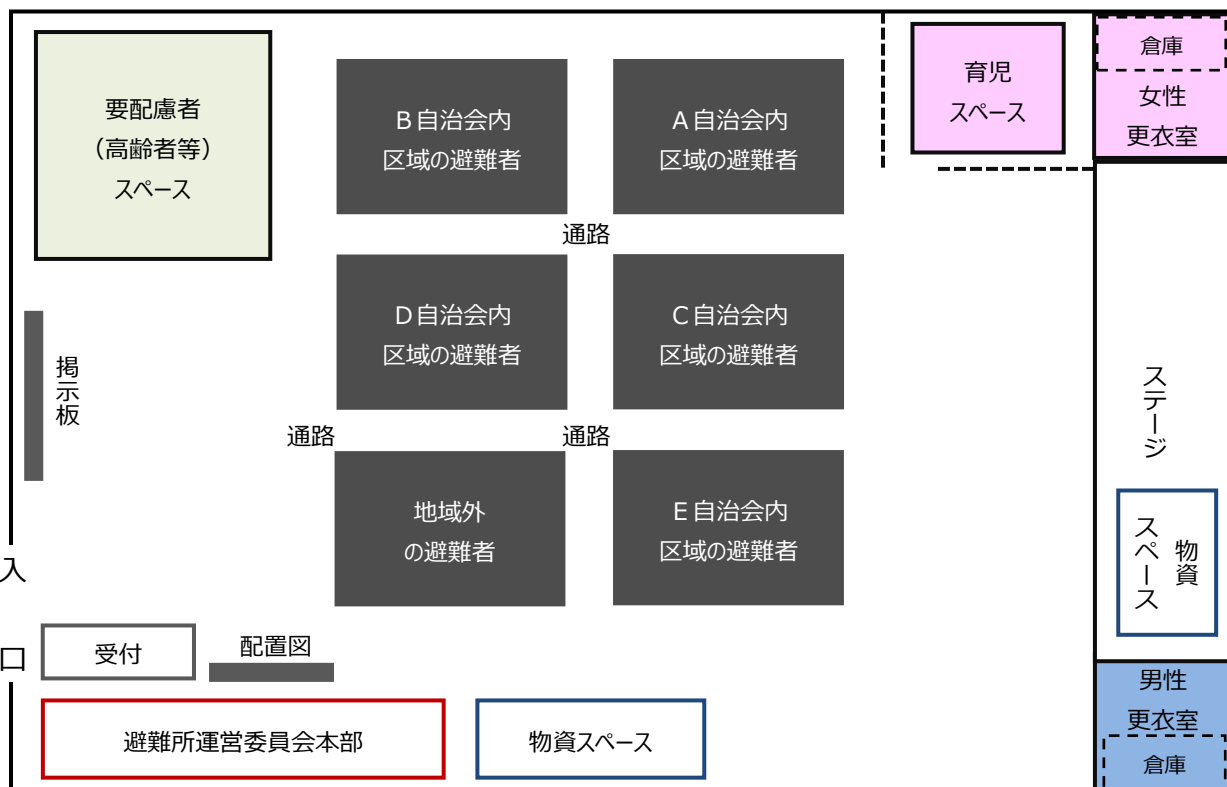 要配慮者
（高齢者等）
スペース
Ｂ自治会内
区域の避難者
Ａ自治会内
区域の避難者
育児
スペース
倉庫
女性
更衣室
通路
Ｄ自治会内
区域の避難者
Ｃ自治会内
区域の避難者
掲示板
ステージ
通路
通路
地域外
の避難者
Ｅ自治会内
区域の避難者
物資
スペース
入口
受付
配置図
避難所運営委員会本部
物資スペース
男性
更衣室
倉庫